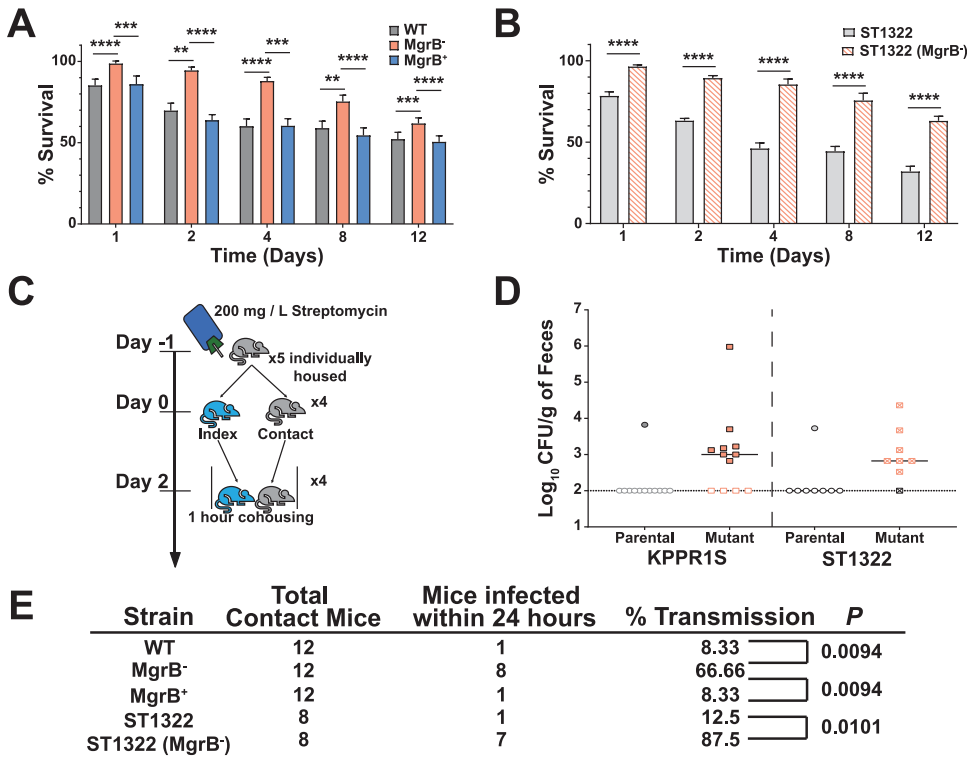 A
WT
MgrB-
MgrB+
**** *** ** **** **** *** ** **** *** ****
100
50
0
% Survival
1 2 4 8 12
Time (Days)
B
ST1322
ST1322 (MgrB-)
**** **** **** **** ****
100
50
0
% Survival
1 2 4 8 12
Time (Days)
C
200 mg / L Streptomycin
Day -1
x5 individually
housed
Day 0
x4
Index Contact
Day 2
x4
1 hour cohousing
D
7
6
5
4
3
2
1
Log10 CFU/g of Feces
Parental Mutant Parental Mutant
KPPR1S ST1322
E
Strain Total Contact Mice Mice infected within 24 hours % Transmission P
WT 12 1 8.33
0.0094
MgrB- 12 8 66.66
0.0094
MgrB+ 12 1 8.33
ST1322 8 1 12.5
0.0101
ST1322 (MgrB-) 8 7 87.5